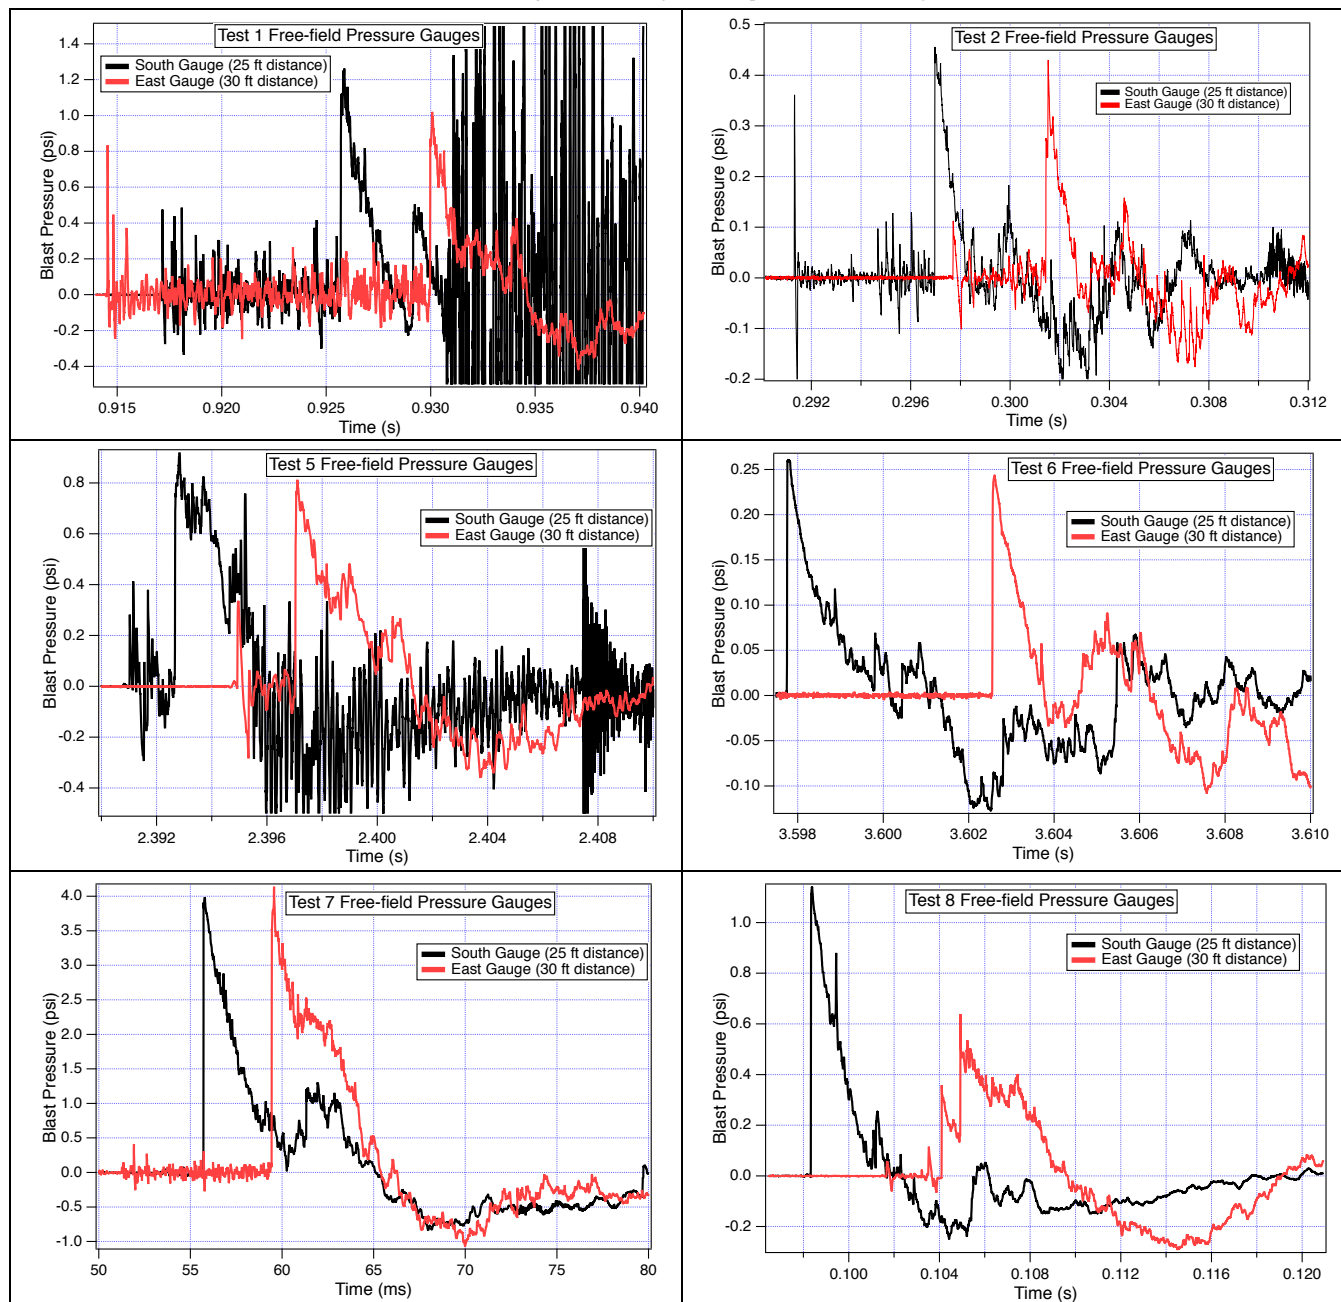 Test 1 Free-field Pressure Gauges
South Gauge (25 ft distance)
East Gauge (30 ft distance)
Blast Pressure (psi)
1.4
1.2
1.0
0.8
0.6
0.4
0.2
0.0
-0.2
-0.4
0.915
0.920
0.925
0.930
0.935
0.940
Time (s)
Test 2 Free-field Pressure Gauges
South Gauge (25 ft distance)
East Gauge (30 ft distance)
Blast Pressure (psi)
0.5
0.4
0.3
0.2
0.1
0.0
-0.1
-0.2
0.292
0.296
0.300
0.304
0.308
0.312
Time (s)
Test 5 Free-field Pressure Gauges
South Gauge (25 ft distance)
East Gauge (30 ft distance)
Blast Pressure (psi)
0.8
0.6
0.4
0.2
0.0
-0.2
-0.4
2.392
2.396
2.400
2.404
2.408
Time (s)
Test 6 Free-field Pressure Gauges
South Gauge (25 ft distance)
East Gauge (30 ft distance)
Blast Pressure (psi)
0.25
0.20
0.15
0.10
0.05
0.00
-0.05
-0.10
3.598
3.600
3.602
3.604
3.606
3.608
3.610
Time (s)
Test 7 Free-field Pressure Gauges
South Gauge (25 ft distance)
East Gauge (30 ft distance)
Blast Pressure (psi)
4.0
3.5
3.0
2.5
2.0
1.5
1.0
0.5
0.0
-0.5
-1.0
50
55
60
65
70
75
80
Time (ms)
Test 8 Free-field Pressure Gauges
South Gauge (25 ft distance)
East Gauge (30 ft distance)
Blast Pressure (psi)
1.0
0.8
0.6
0.4
0.2
0.0
-0.2
0.100
0.104
0.108
0.112
0.116
0.120
Time (s)